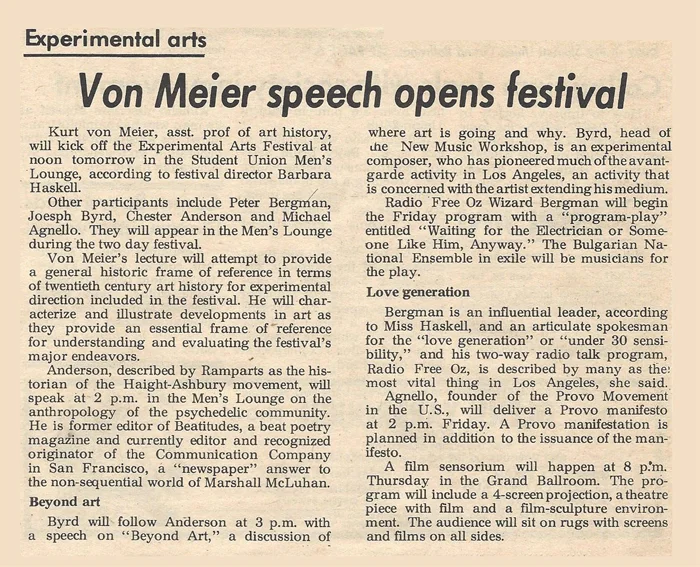 Experimental arts
Von Meier speech opens festival
Kurt von Meier, asst. prof of art history,
will kick off the Experimental Arts Festival at
noon tomorrow in the Student Union Men's
Lounge, according to festival director Barbara
Haskell.
Other participants include Peter Bergman,
Joesph Byrd, Chester Anderson and Michael
Agnello. They will appear in the Men's Lounge
during the two day festival.
Von Meier's lecture will attempt to provide
a general historic frame of reference in terms
of twentieth century art history for experimental
direction included in the festival. He will char-
acterize and illustrate developments in art as
they provide an essential frame of reference
for understanding and evaluating the festival's
major endeavors.
Anderson, described by Ramparts as the his-
torian of the Haight-Ashbury movement, will
speak at 2 p.m. in the Men's Lounge on the
anthropology of the psychedelic community.
He is former editor of Beatitudes, a beat poetry
magazine and currently editor and recognized
originator of the Communication Company
in San Francisco, a "newspaper" answer to
the non-sequential world of Marshall McLuhan.
Beyond art
Byrd will follow Anderson at 3 p.m. with
a speech on "Beyond Art," a discussion of
where art is going and why. Byrd, head of
the New Music Workshop, is an experimental
composer, who has pioneered much of the avant-
garde activity in Los Angeles, an activity that
is concerned with the artist extending his medium.
Radio Free Oz Wizard Bergman will begin
the Friday program with a "program-play"
entitled "Waiting for the Electrician or Some-
one Like Him, Anyway." The Bulgarian Na-
tional Ensemble in exile will be musicians for
the play.
Love generation
Bergman is an influential leader, according
to Miss Haskell, and an articulate spokesman
for the "love generation" or "under 30 sensi-
bility," and his two-way radio talk program,
Radio Free Oz, is described by many as the
most vital thing in Los Angeles, she said.
Agnello, founder of the Provo Movement
in the U.S., will deliver a Provo manifesto
at 2 p.m. Friday. A Provo manifestation is
planned in addition to the issuance of the man-
ifesto.
A film sensorium will happen at 8 p.m.
Thursday in the Grand Ballroom. The pro-
gram will include a 4-screen projection, a theatre
piece with film and a film-sculpture environ-
ment. The audience will sit on rugs with screens
and films on all sides.